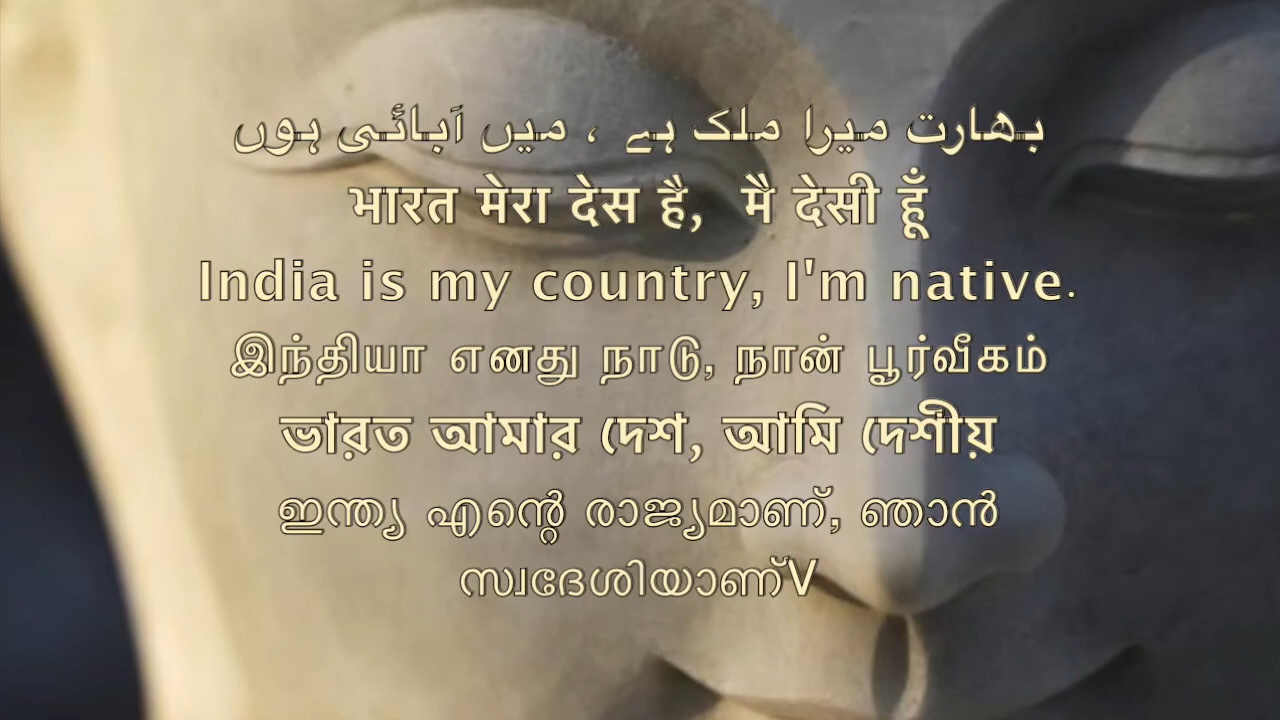 بھارت میرا ملک ہے ، میں آبائی ہوں
भारत मेरा देस है, मै देसी हूँ
India is my country, I'm native.
இந்தியா எனது நாடு, நான் பூர்வீகம்
ভারত আমার দেশ, আমি দেশীয়
ഇന്ത്യ എന്റെ രാജ്യമാണ്, ഞാൻ
സ്വദേശിയാണ്V